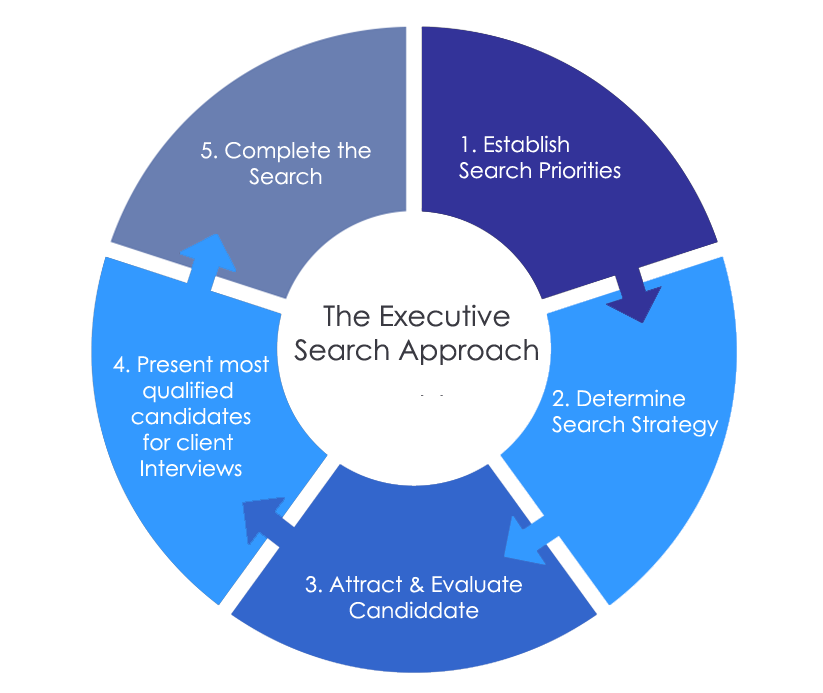 The Executive
Search Approach
1. Establish
Search Priorities
2. Determine
Search Strategy
3. Attract & Evaluate
Candiddate
4. Present most
qualified
candidates
for client
Interviews
5. Complete the
Search